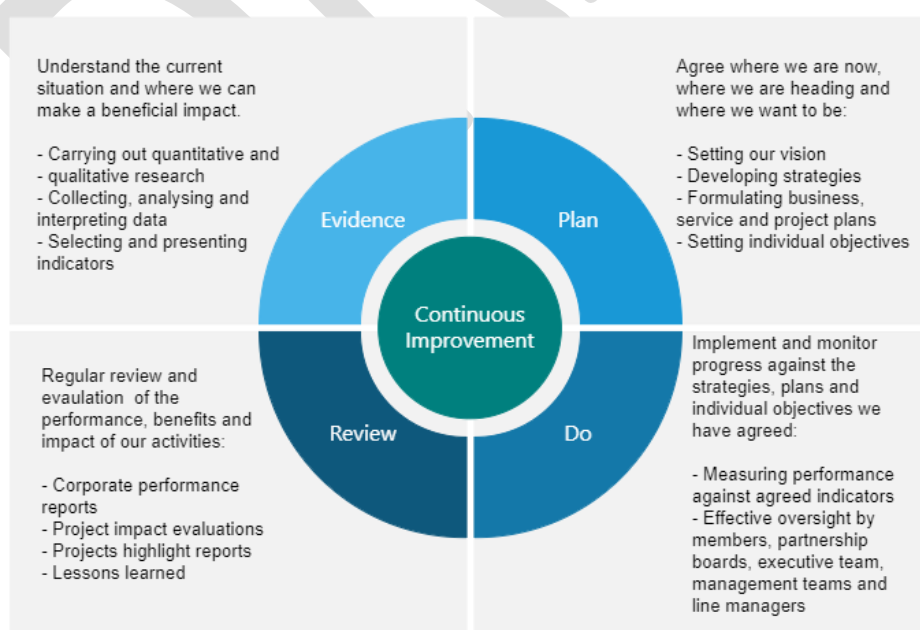 Understand the current
situation and where we can
make a beneficial impact.
- Carrying out quantitative and
- qualitative research
- Collecting, analysing and
interpreting data
- Selecting and presenting
indicators
Evidence
Agree where we are now,
where we are heading and
where we want to be:
- Setting our vision
- Developing strategies
- Formulating business,
service and project plans
- Setting individual objectives
Plan
Continuous
Improvement
Regular review and
evaulation of the
performance, benefits and
impact of our activities:
- Corporate performance
reports
- Project impact evaluations
- Projects highlight reports
- Lessons learned
Review
Do
Implement and monitor
progress against the
strategies, plans and
individual objectives we
have agreed:
- Measuring performance
against agreed indicators
- Effective oversight by
members, partnership
boards, executive team,
management teams and
line managers